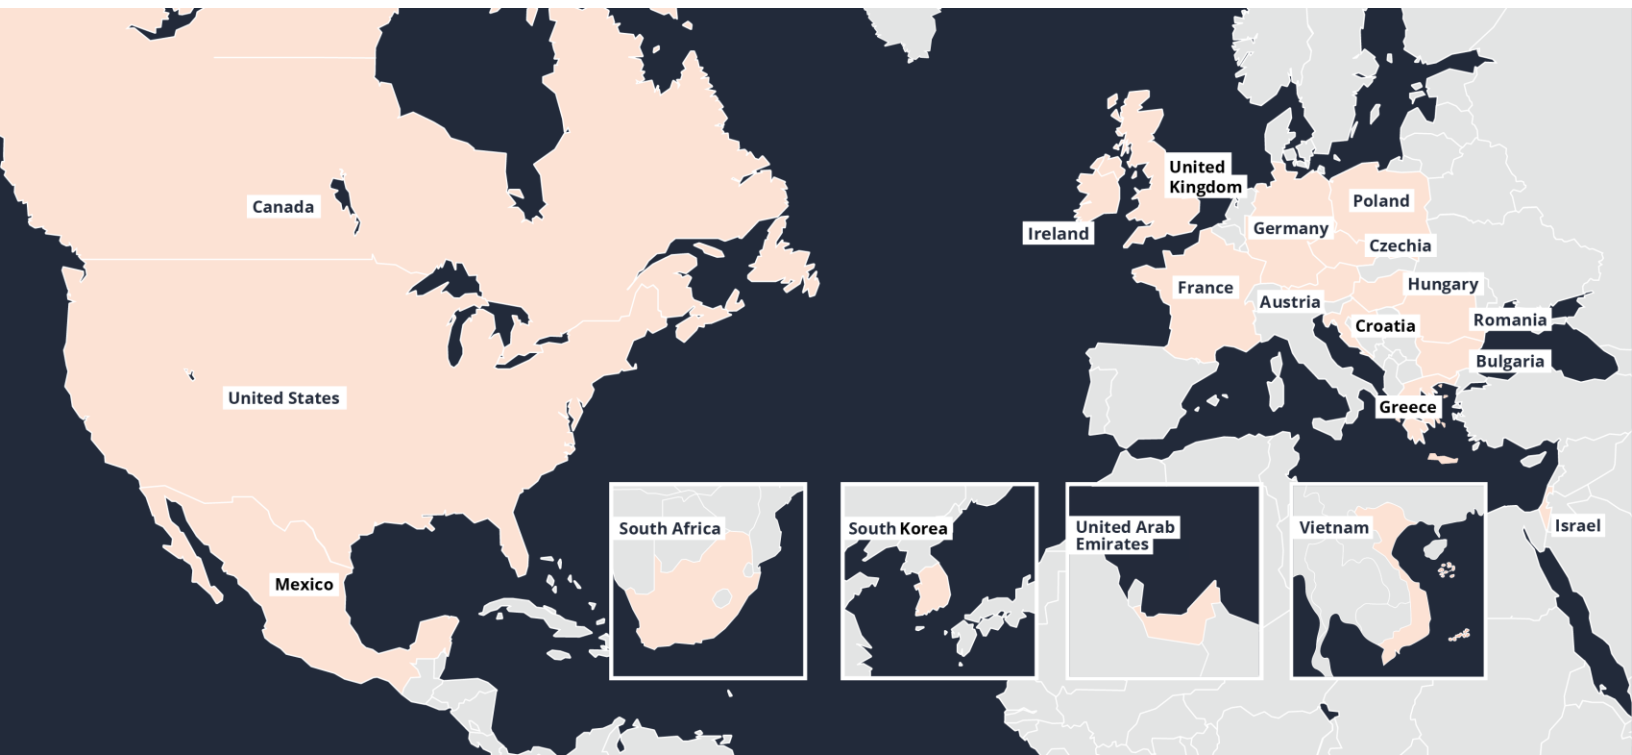 Canada
United States
Mexico
United
Kingdom
Ireland
Poland
Germany
Czechia
France
Hungary
Austria
Romania
Croatia
Bulgaria
Greece
South Africa
South Korea
United Arab
Emirates
Vietnam
Israel